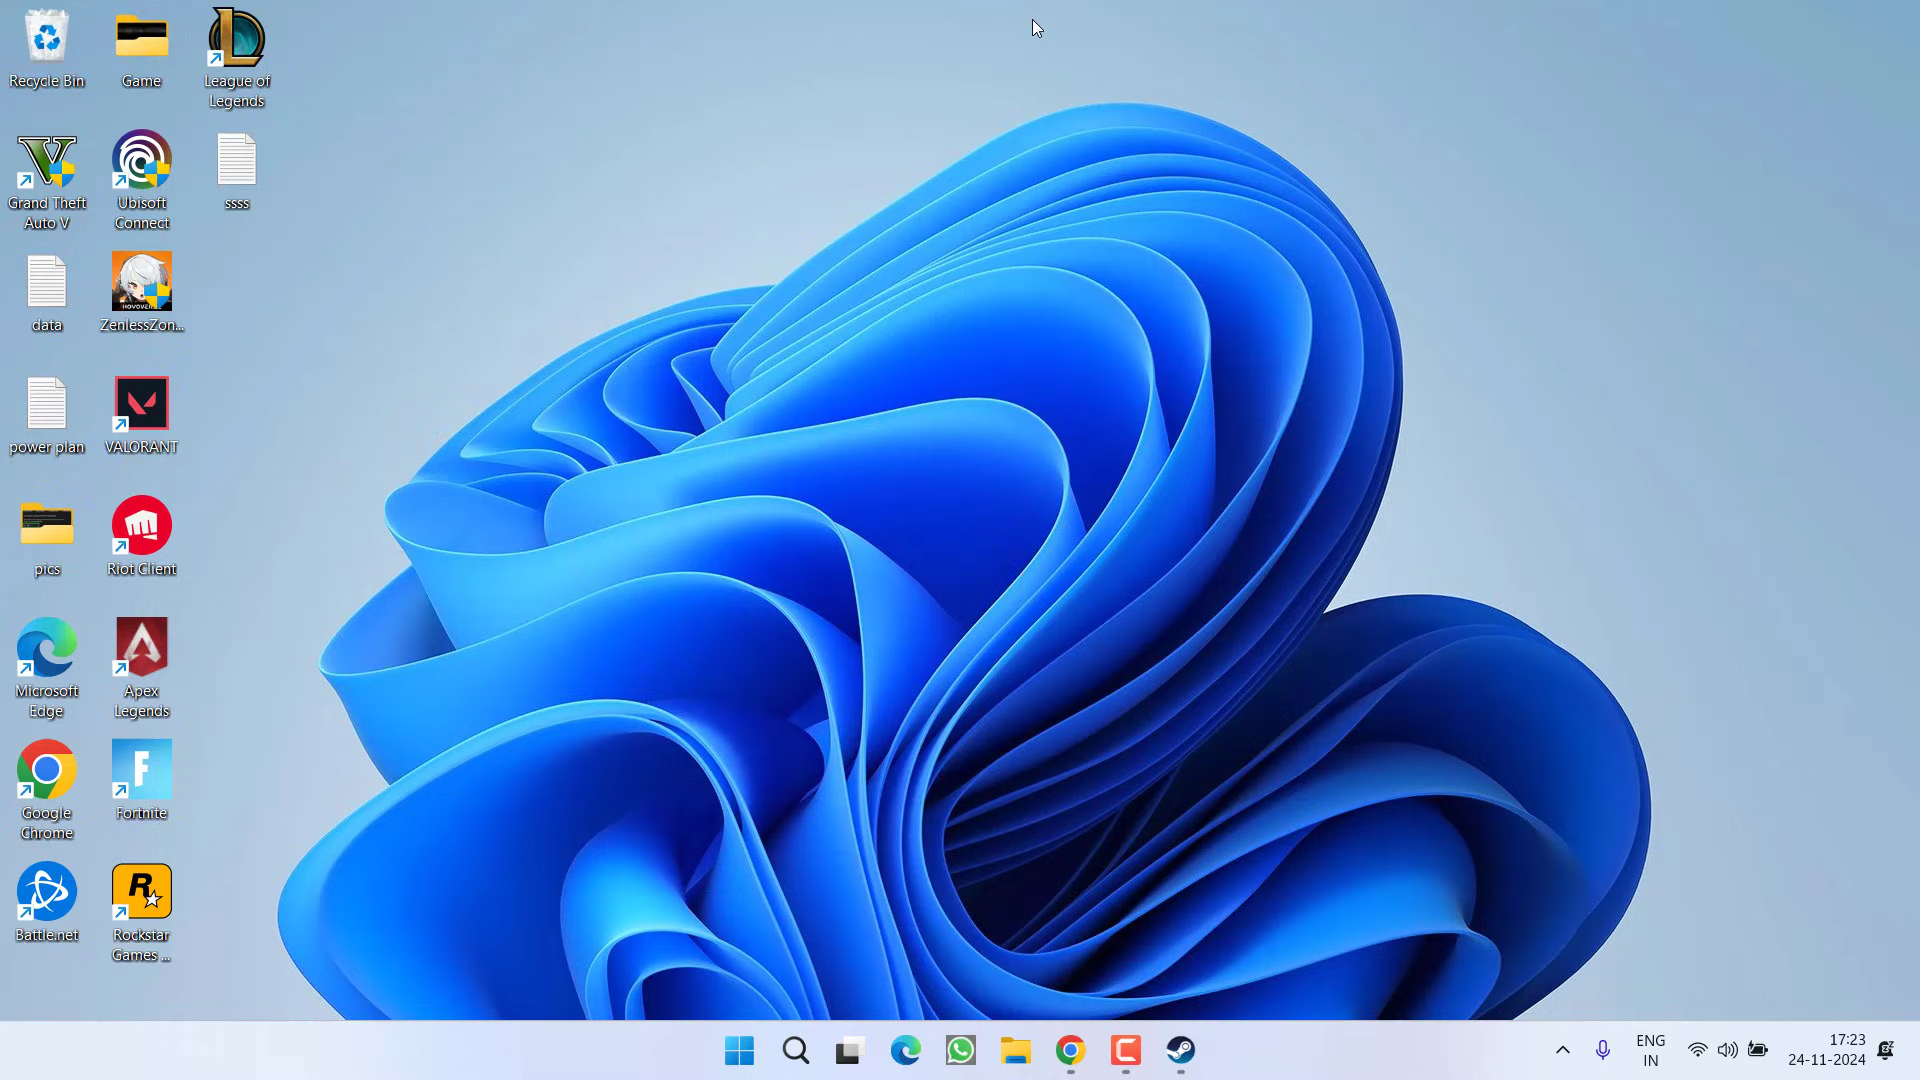 Recycle Bin
Game
League of
Legends
Grand Theft
Auto V
Ubisoft
Connect
ssss
data
HOYOVERSE
ZenlessZon...
power plan
VALORANT
pics
Riot Client
Microsoft
Edge
Apex
Legends
Google
Chrome
Fortnite
Battle.net
Rockstar
Games ...
ENG
IN
17:23
24-11-2024